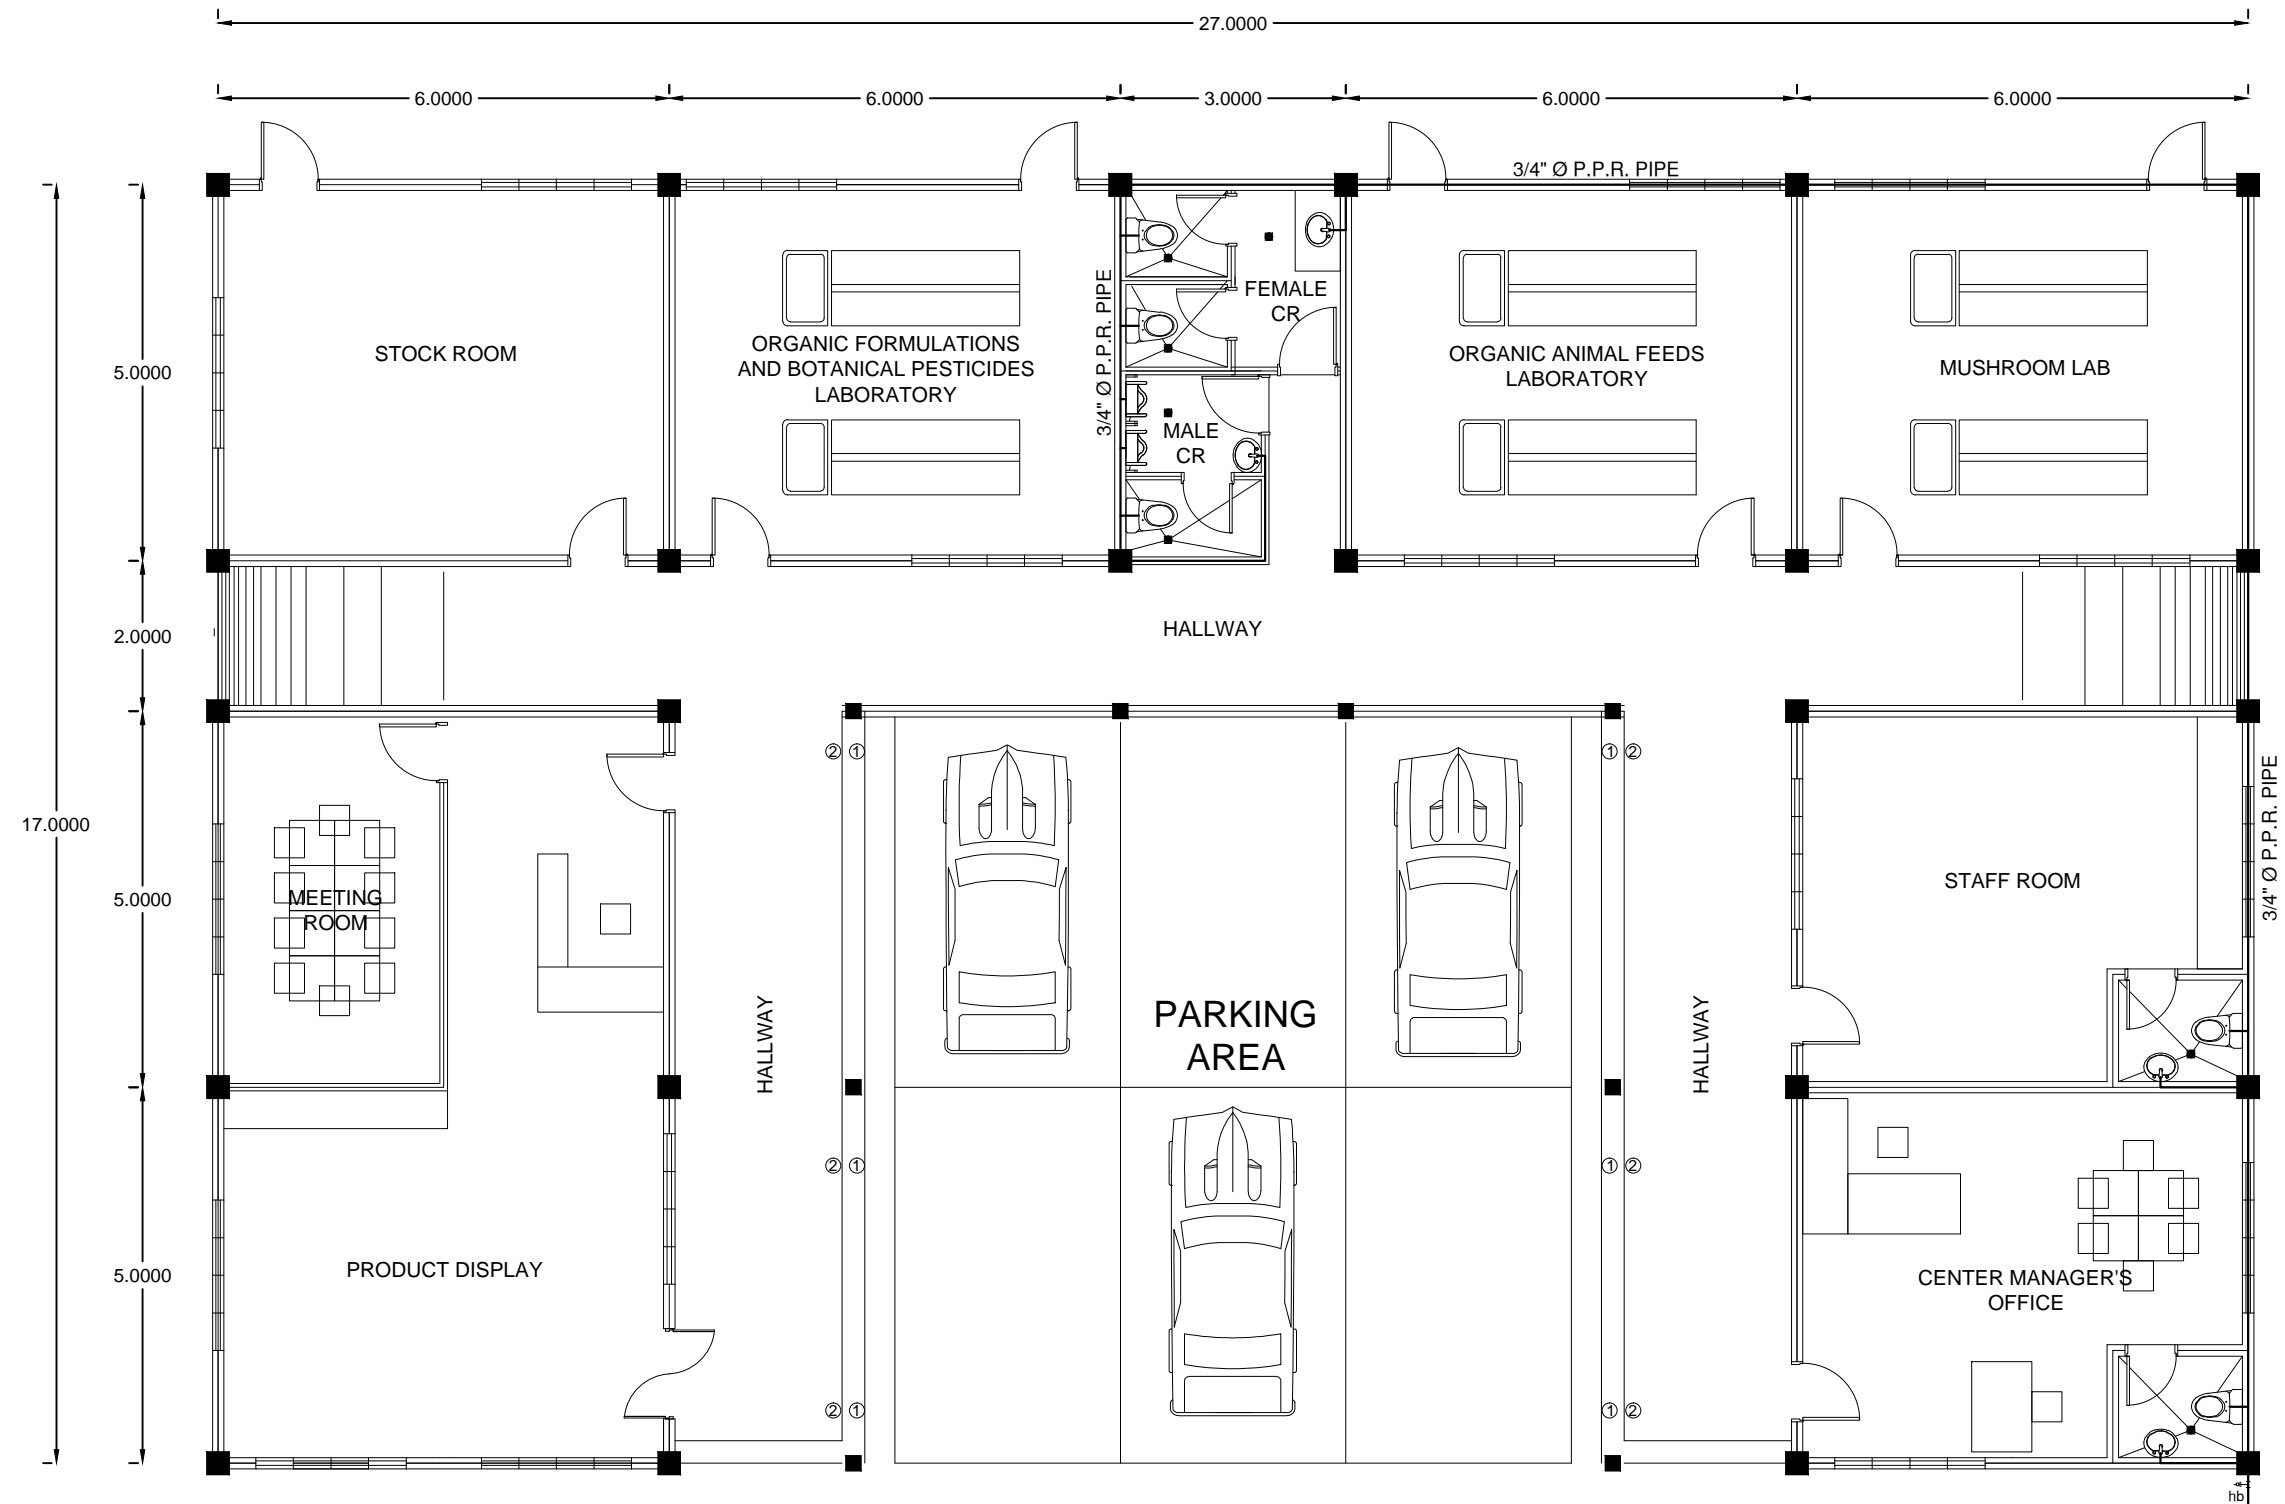 27.0000
6.0000
6.0000
3.0000
6.0000
6.0000
3/4" Ø P.P.R. PIPE
17.0000
5.0000
2.0000
5.0000
5.0000
STOCK ROOM
ORGANIC FORMULATIONS
AND BOTANICAL PESTICIDES
LABORATORY
3/4" Ø P.P.R. PIPE
FEMALE
CR
MALE
CR
ORGANIC ANIMAL FEEDS
LABORATORY
MUSHROOM LAB
HALLWAY
2 1
1 2
MEETING
ROOM
HALLWAY
PARKING
AREA
HALLWAY
STAFF ROOM
3/4" Ø P.P.R. PIPE
2 1
1 2
PRODUCT DISPLAY
CENTER MANAGER'S
OFFICE
2 1
1 2
hb